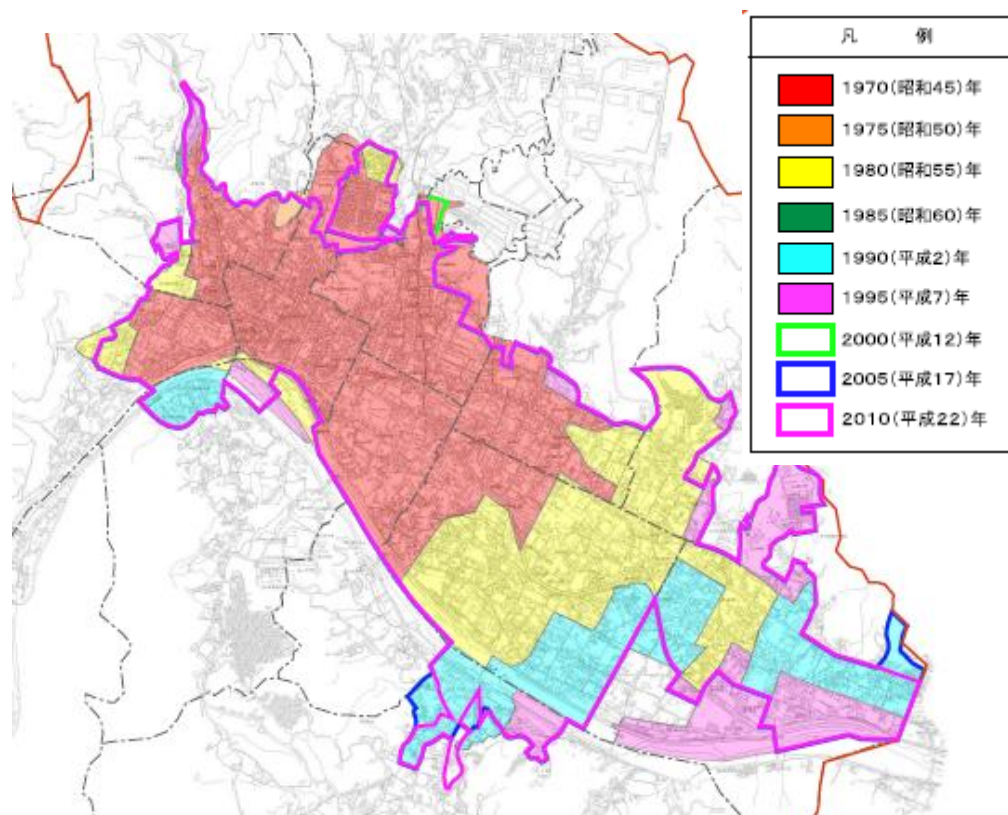 凡 例
1970(昭和45)年
1975(昭和50)年
1980(昭和55)年
1985(昭和60)年
1990(平成2)年
1995(平成7)年
2000(平成12)年
2005(平成17)年
2010(平成22)年